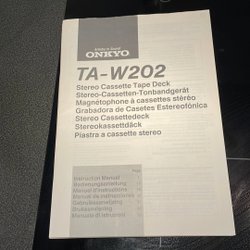 ONKYO
TA-W202
Stereo Cassette Tape Deck
Stereo-Cassetten-Tonbandgerät
Magnétophone à cassettes stéréo
Grabadora de Casetes Estereofónica
Stereo Cassettedeck
Stereokassettdäck
Piastra a cassette stereo
Instruction Manual
Bedienungsanleitung
Manuel d'instructions
Manual de instrucciones
Gebruiksaanwijzing
Bruksanvisning
Manuale di istruzioni